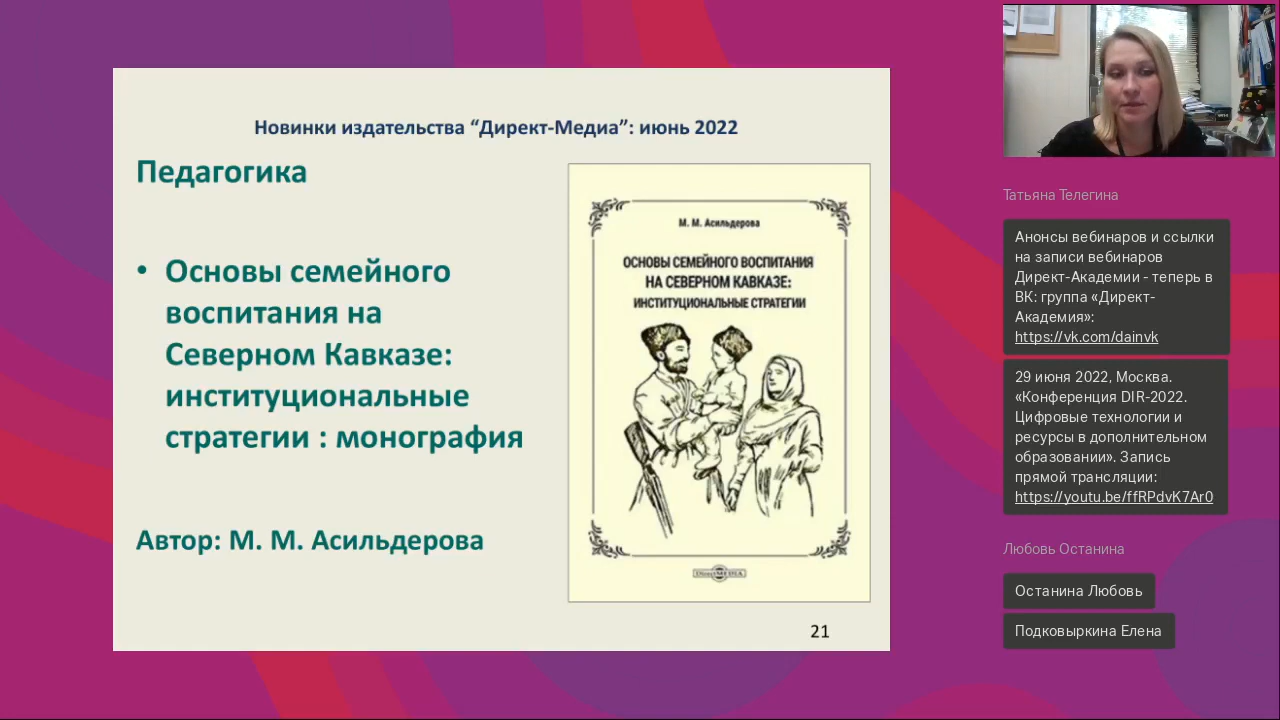 Новинки издательства “Директ-Медиа”: июнь 2022
Педагогика
• Основы семейного
воспитания на
Северном Кавказе:
институциональные
стратегии : монография
Автор: М. М. Асильдерова
М. М. Асильдерова
ОСНОВЫ СЕМЕЙНОГО ВОСПИТАНИЯ
НА СЕВЕРНОМ КАВКАЗЕ:
ИНСТИТУЦИОНАЛЬНЫЕ СТРАТЕГИИ
DirectMEDIA
21
Татьяна Телегина
Анонсы вебинаров и ссылки
на записи вебинаров
Директ-Академии - теперь в
ВК: группа «Директ-
Академия»:
https://vk.com/dainvk
29 июня 2022, Москва.
«Конференция DIR-2022.
Цифровые технологии и
ресурсы в дополнительном
образовании». Запись
прямой трансляции:
https://youtu.be/ffRPdvK7Ar0
Любовь Останина
Останина Любовь
Подковыркина Елена